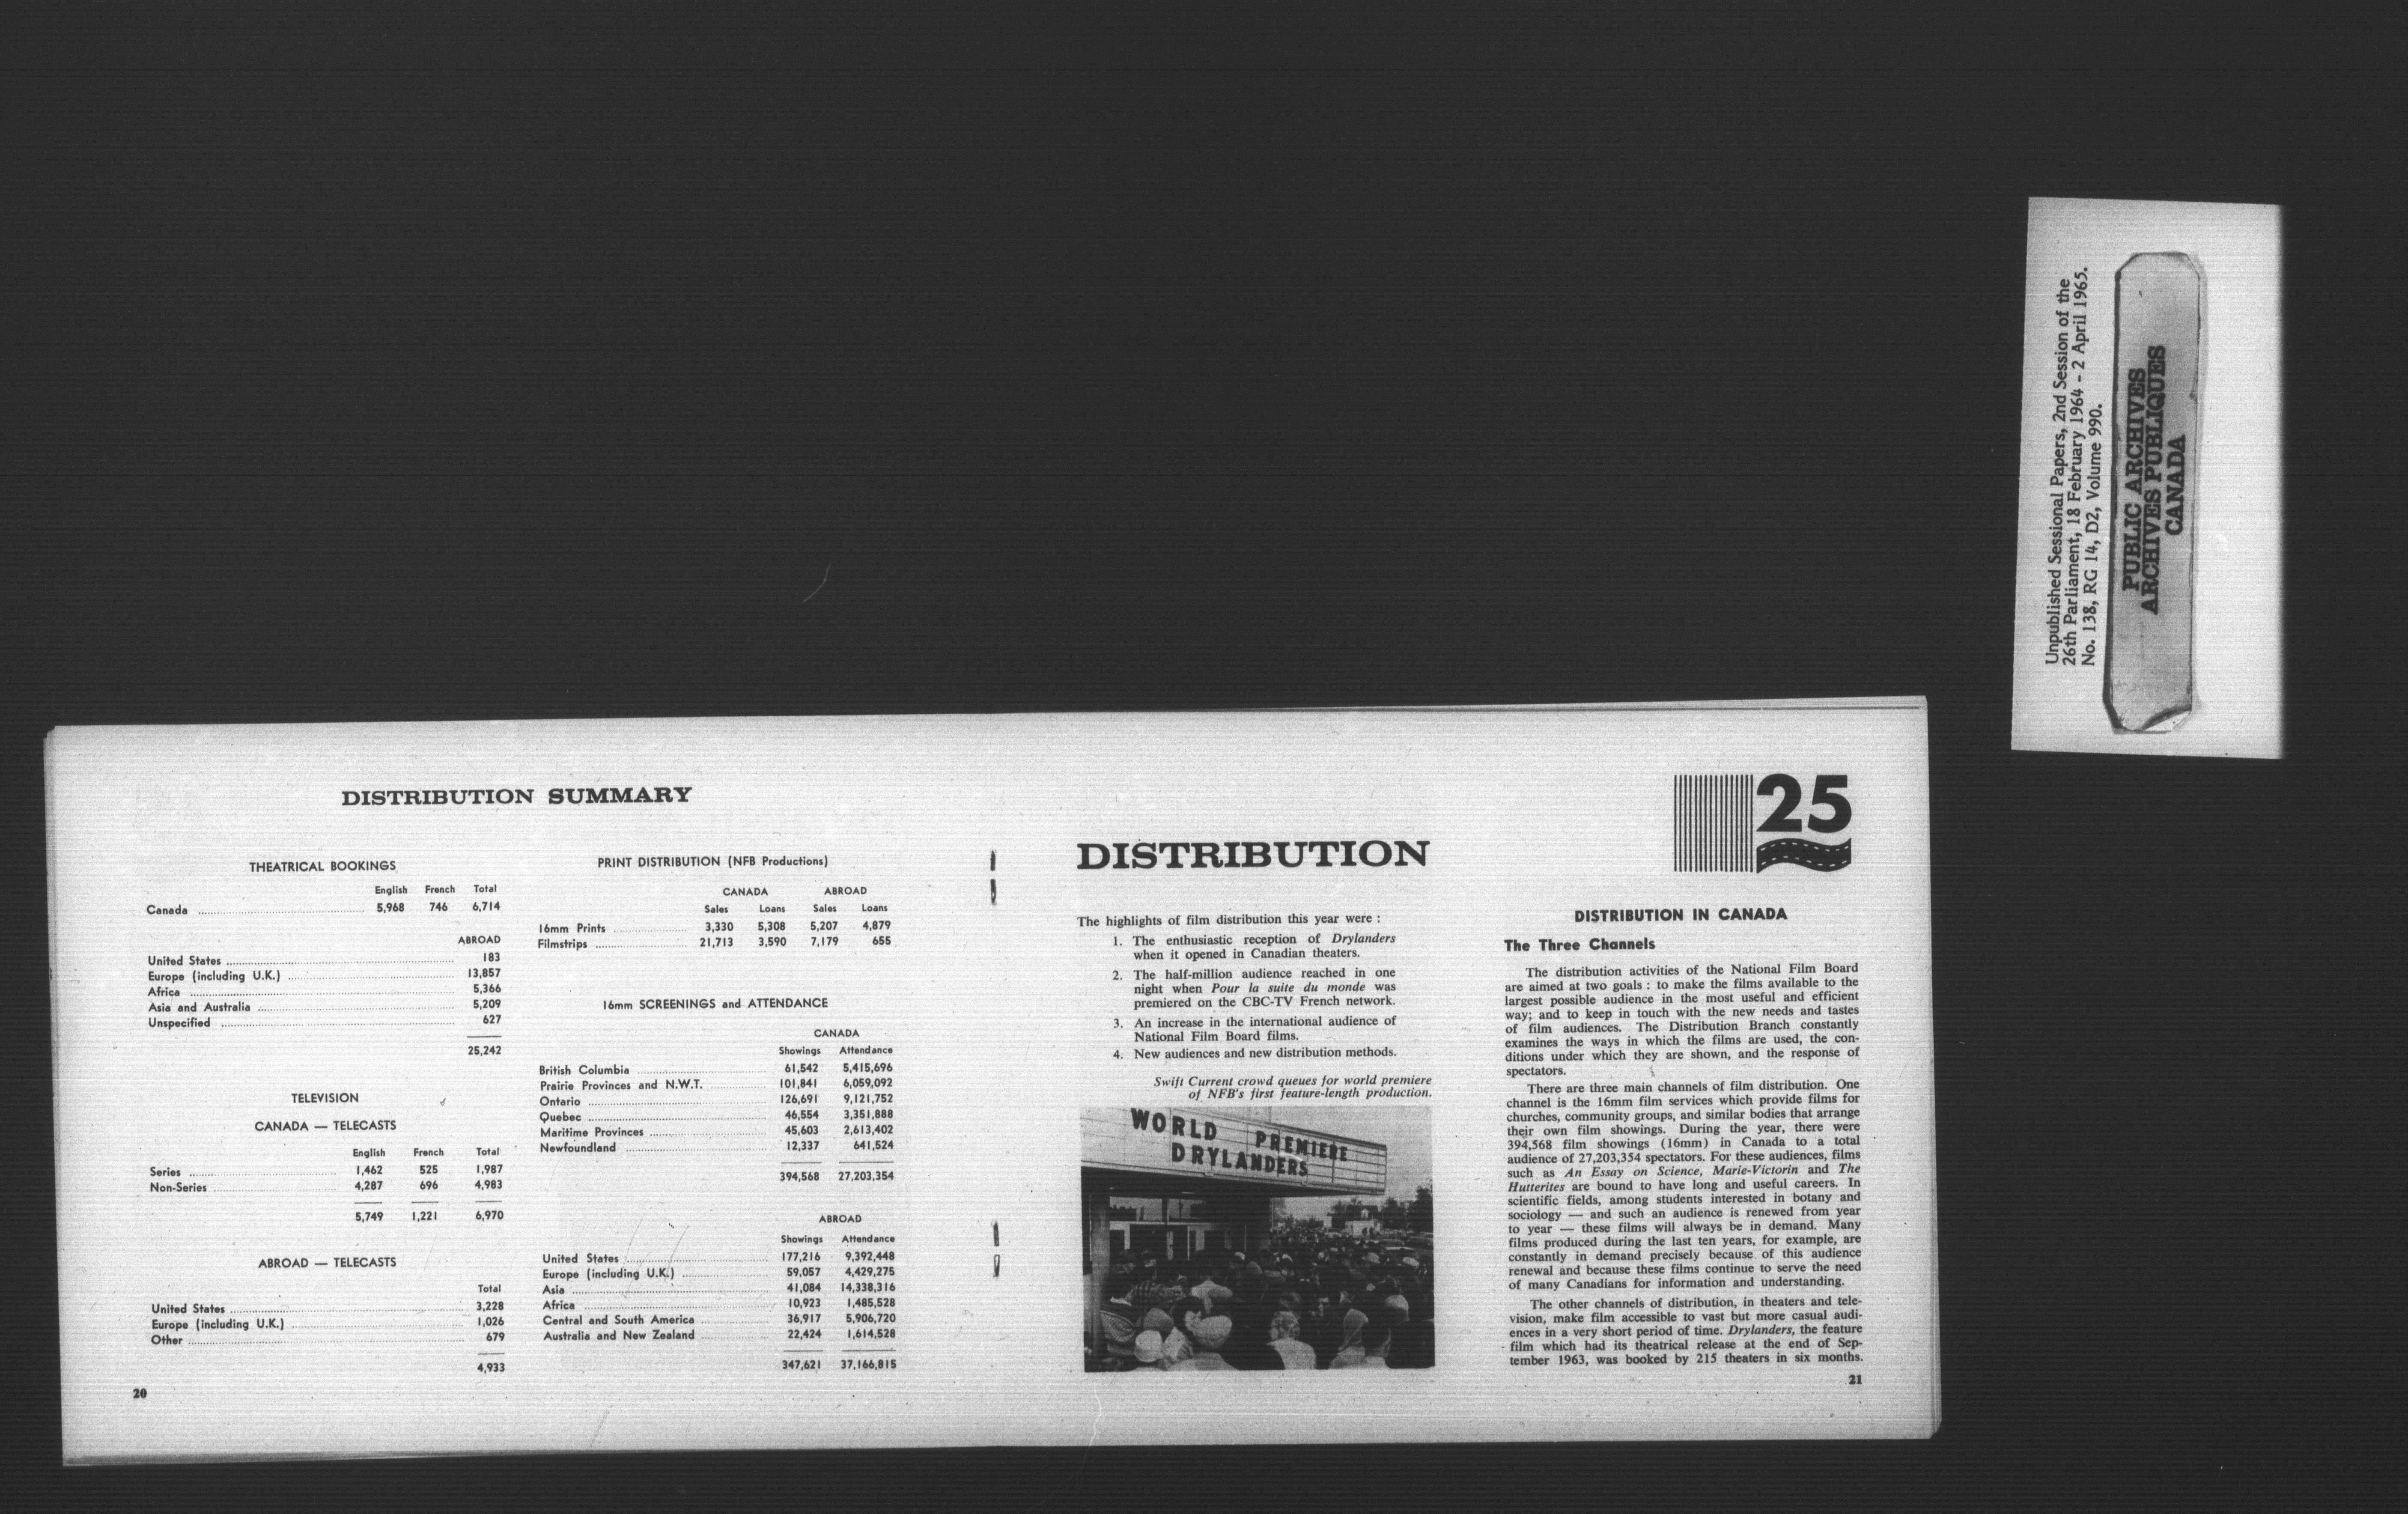 DISTRIBUTION SUMMARY
THEATRICAL BOOKINGS
English French Total
Canada 5,968 746 6,714
ABROAD
United States 183
Europe (including U.K.) 13,857
Africa 5,366
Asia and Australia 5,209
Unspecified 627
25,242
TELEVISION
CANADA — TELECASTS
English French Total
Series 1,462 525 1,987
Non-Series 4,287 696 4,983
5,749 1,221 6,970
ABROAD — TELECASTS
Total
United States 3,228
Europe (including U.K.) 1,026
Other 679
4,933
20
PRINT DISTRIBUTION (NFB Productions)
CANADA ABROAD
Sales Loans Sales Loans
16mm Prints 3,330 5,308 5,207 4,879
Filmstrips 21,713 3,590 7,179 655
16mm SCREENINGS and ATTENDANCE
CANADA
Showings Attendance
British Columbia 61,542 5,415,696
Prairie Provinces and N.W.T. 101,841 6,059,092
Ontario 126,691 9,121,752
Quebec 46,554 3,351,888
Maritime Provinces 45,603 2,613,402
Newfoundland 12,337 641,524
394,568 27,203,354
ABROAD
Showings Attendance
United States 177,216 9,392,448
Europe (including U.K.) 59,057 4,429,275
Asia 41,084 14,338,316
Africa 10,923 1,485,528
Central and South America 36,917 5,906,720
Australia and New Zealand 22,424 1,614,528
347,621 37,166,815
DISTRIBUTION
The highlights of film distribution this year were :
1. The enthusiastic reception of Drylanders
when it opened in Canadian theaters.
2. The half-million audience reached in one
night when Pour la suite du monde was
premiered on the CBC-TV French network.
3. An increase in the international audience of
National Film Board films.
4. New audiences and new distribution methods.
Swift Current crowd queues for world premiere
of NFB's first feature-length production.
WORLD PREMIERE
DRYLANDERS
25
DISTRIBUTION IN CANADA
The Three Channels
The distribution activities of the National Film Board
are aimed at two goals : to make the films available to the
largest possible audience in the most useful and efficient
way; and to keep in touch with the new needs and tastes
of film audiences. The Distribution Branch constantly
examines the ways in which the films are used, the con-
ditions under which they are shown, and the response of
spectators.
There are three main channels of film distribution. One
channel is the 16mm film services which provide films for
churches, community groups, and similar bodies that arrange
their own film showings. During the year, there were
394,568 film showings (16mm) in Canada to a total
audience of 27,203,354 spectators. For these audiences, films
such as An Essay on Science, Marie-Victorin and The
Hutterites are bound to have long and useful careers. In
scientific fields, among students interested in botany and
sociology — and such an audience is renewed from year
to year — these films will always be in demand. Many
films produced during the last ten years, for example, are
constantly in demand precisely because of this audience
renewal and because these films continue to serve the need
of many Canadians for information and understanding.
The other channels of distribution, in theaters and tele-
vision, make film accessible to vast but more casual audi-
ences in a very short period of time. Drylanders, the feature
film which had its theatrical release at the end of Sep-
tember 1963, was booked by 215 theaters in six months.
21
Unpublished Sessional Papers, 2nd Session of the
26th Parliament, 18 February 1964 - 2 April 1965.
No. 138, RG 14, D2, Volume 990.
PUBLIC ARCHIVES
ARCHIVES PUBLIQUES
CANADA